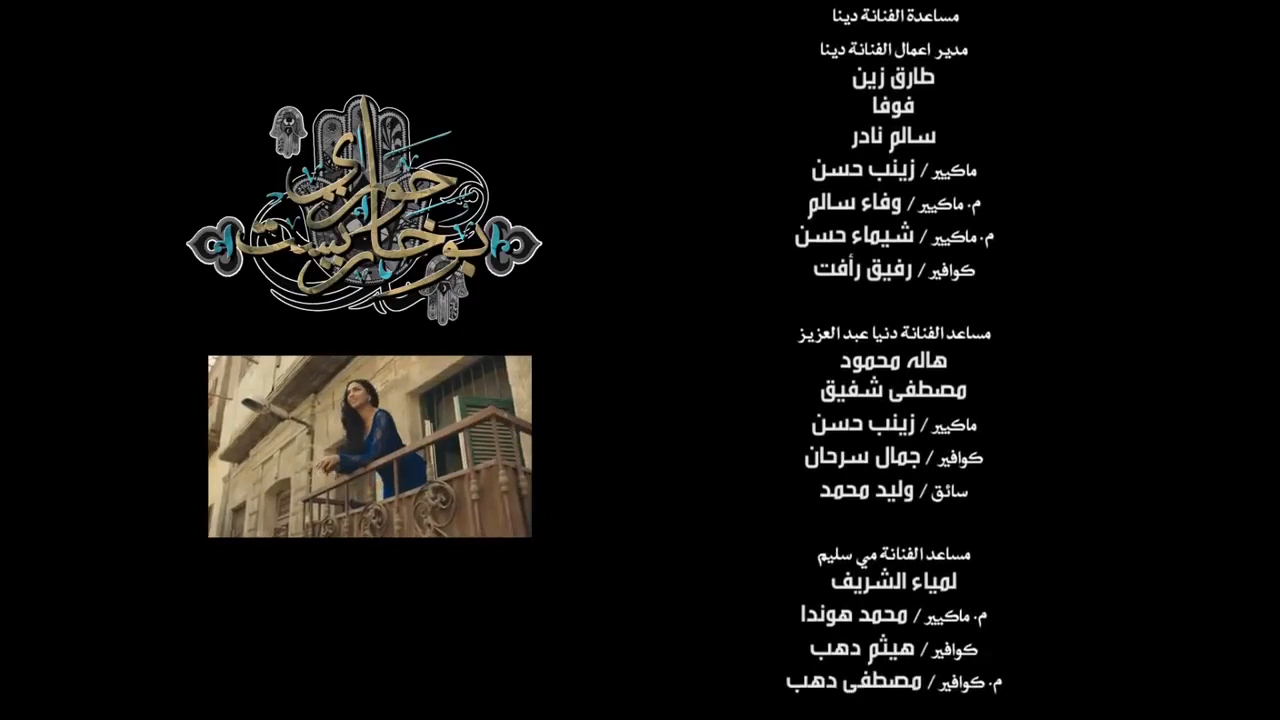 حواري
بوخاريست
مساعدة الفنانة دينا
مدير اعمال الفنانة دينا
طارق زين
فوفا
سالم نادر
ماكيير / زينب حسن
م. ماكيير / وفاء سالم
م. ماكيير / شيماء حسن
كوافير / رفيق رأفت
مساعد الفنانة دنيا عبد العزيز
هاله محمود
مصطفى شفيق
ماكيير / زينب حسن
كوافير / جمال سرحان
سائق / وليد محمد
مساعد الفنانة مي سليم
لمياء الشريف
م. ماكيير / محمد هوندا
كوافير / هيثم دهب
م. كوافير / مصطفى دهب